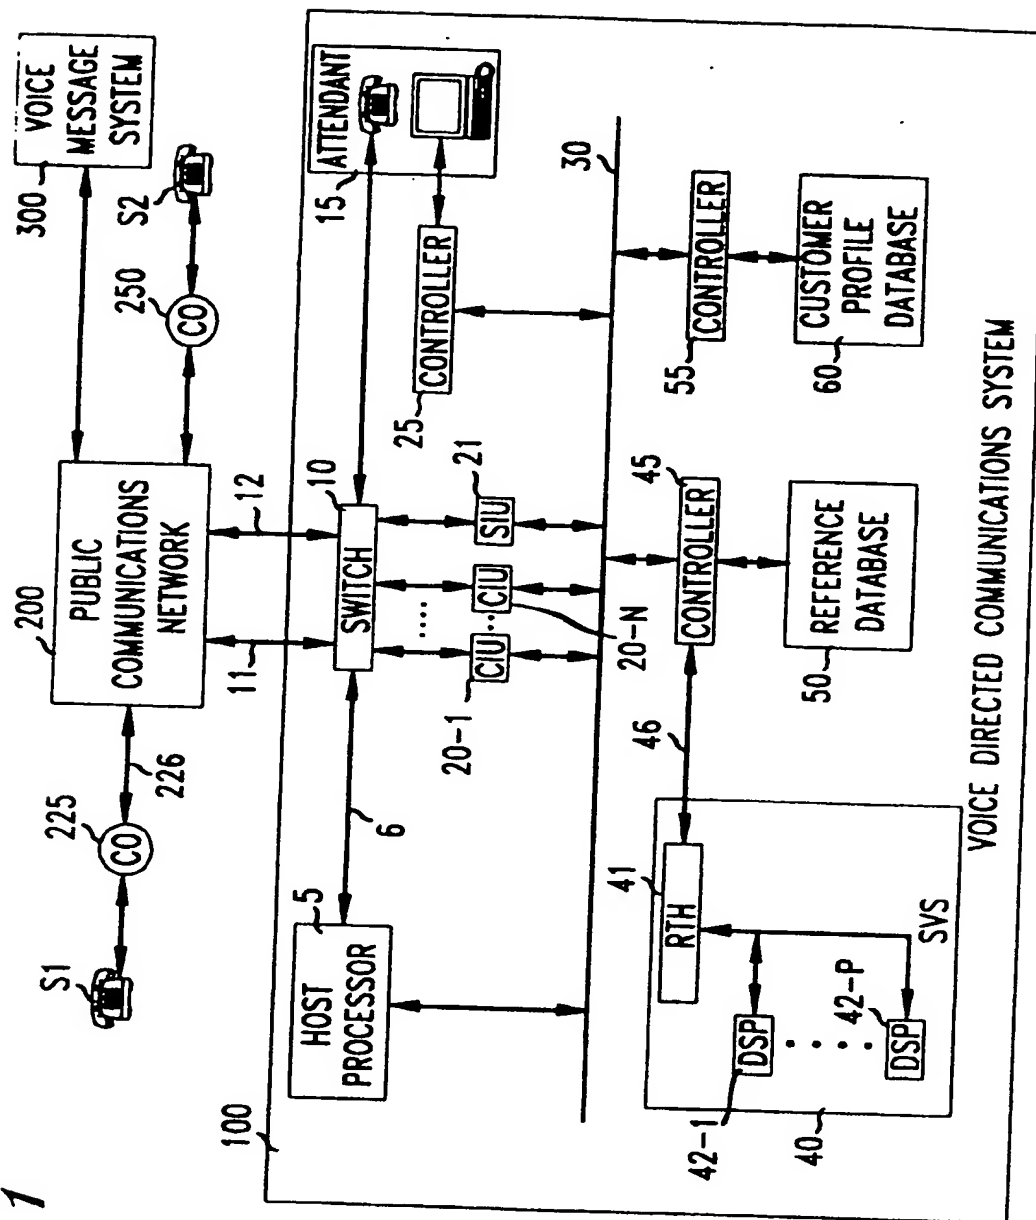 1
S1
CO
225
226
200
PUBLIC
COMMUNICATIONS
NETWORK
300
VOICE
MESSAGE
SYSTEM
S2
250
CO
11
12
100
HOST
PROCESSOR
5
6
SWITCH
10
15
ATTENDANT
25
CONTROLLER
20-1
CIU
....
..
CIU
20-N
SIU
21
30
41
RTH
46
CONTROLLER
45
55
CONTROLLER
DSP
42-1
DSP
42-P
SVS
40
50
REFERENCE
DATABASE
60
CUSTOMER
PROFILE
DATABASE
VOICE DIRECTED COMMUNICATIONS SYSTEM